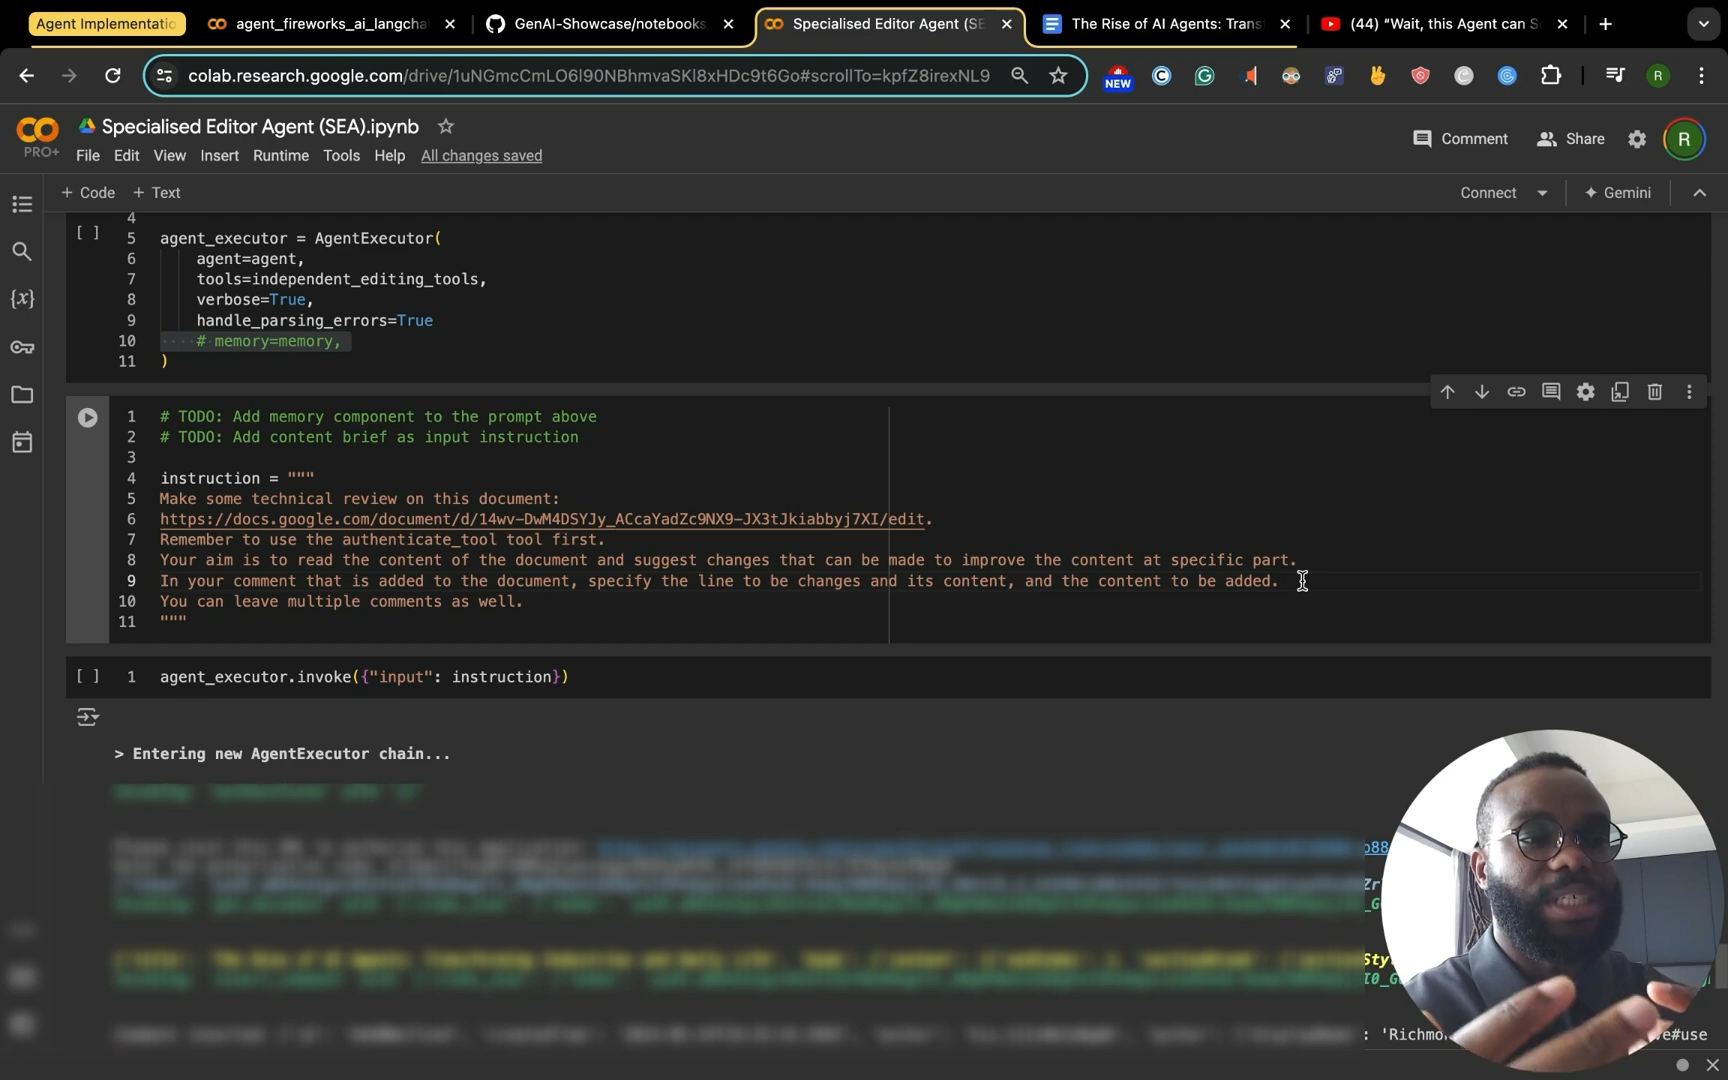 Agent Implementatio
agent_fireworks_ai_langcha
GenAI-Showcase/notebooks
Specialised Editor Agent (SE
The Rise of AI Agents: Trans
(44) "Wait, this Agent can S
colab.research.google.com/drive/1uNGmcCmLO6l90NBhmvaSKl8xHDc9t6Go#scrollTo=kpfZ8irexNL9
NEW
R
PRO+
Specialised Editor Agent (SEA).ipynb
Comment
Share
R
File Edit View Insert Runtime Tools Help All changes saved
+ Code + Text
Connect
Gemini
4
[ ] 5 agent_executor = AgentExecutor(
6 agent=agent,
7 tools=independent_editing_tools,
8 verbose=True,
9 handle_parsing_errors=True
10 # memory=memory,
11 )
1 # TODO: Add memory component to the prompt above
2 # TODO: Add content brief as input instruction
3
4 instruction = """
5 Make some technical review on this document:
6 https://docs.google.com/document/d/14wv-DwM4DSYJy_ACcaYadZc9NX9-JX3tJkiabbyj7XI/edit.
7 Remember to use the authenticate_tool tool first.
8 Your aim is to read the content of the document and suggest changes that can be made to improve the content at specific part.
9 In your comment that is added to the document, specify the line to be changes and its content, and the content to be added.
10 You can leave multiple comments as well.
11 """
[ ] 1 agent_executor.invoke({"input": instruction})
> Entering new AgentExecutor chain...